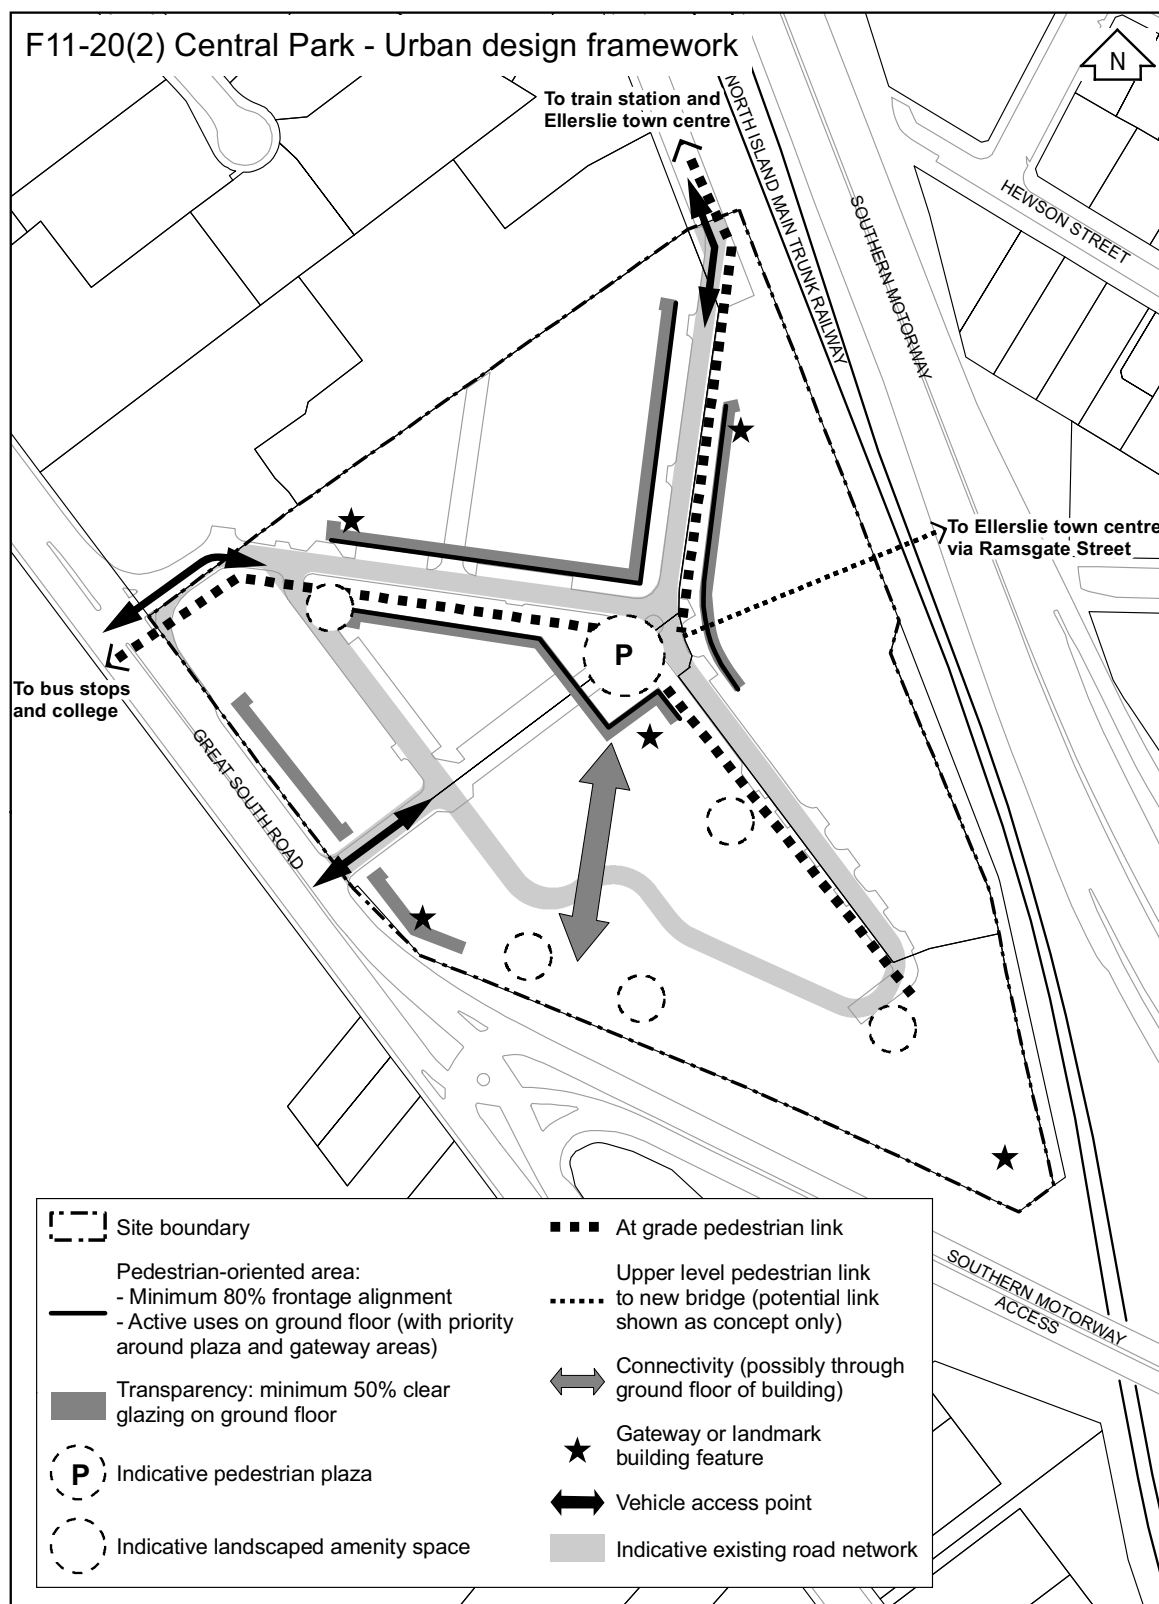 F11-20(2) Central Park - Urban design framework
N
To train station and
Ellerslie town centre
NORTH ISLAND MAIN TRUNK RAILWAY
SOUTHERN MOTORWAY
HEWSON STREET
To Ellerslie town centre
via Ramsgate Street
P
To bus stops
and college
GREAT SOUTH ROAD
SOUTHERN MOTORWAY
ACCESS
Site boundary
Pedestrian-oriented area:
- Minimum 80% frontage alignment
- Active uses on ground floor (with priority
around plaza and gateway areas)
Transparency: minimum 50% clear
glazing on ground floor
P
Indicative pedestrian plaza
Indicative landscaped amenity space
At grade pedestrian link
Upper level pedestrian link
to new bridge (potential link
shown as concept only)
Connectivity (possibly through
ground floor of building)
Gateway or landmark
building feature
Vehicle access point
Indicative existing road network